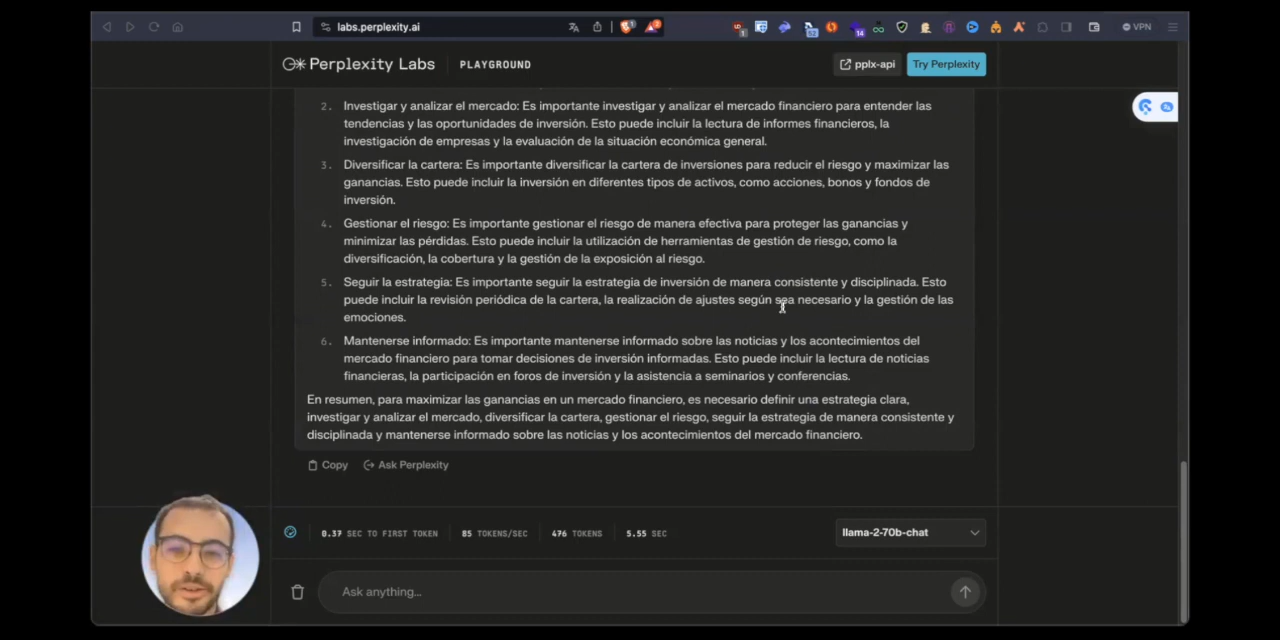 labs.perplexity.ai
VPN
Perplexity Labs
PLAYGROUND
pplx-api
Try Perplexity
2. Investigar y analizar el mercado: Es importante investigar y analizar el mercado financiero para entender las
tendencias y las oportunidades de inversión. Esto puede incluir la lectura de informes financieros, la
investigación de empresas y la evaluación de la situación económica general.
3. Diversificar la cartera: Es importante diversificar la cartera de inversiones para reducir el riesgo y maximizar las
ganancias. Esto puede incluir la inversión en diferentes tipos de activos, como acciones, bonos y fondos de
inversión.
4. Gestionar el riesgo: Es importante gestionar el riesgo de manera efectiva para proteger las ganancias y
minimizar las pérdidas. Esto puede incluir la utilización de herramientas de gestión de riesgo, como la
diversificación, la cobertura y la gestión de la exposición al riesgo.
5. Seguir la estrategia: Es importante seguir la estrategia de inversión de manera consistente y disciplinada. Esto
puede incluir la revisión periódica de la cartera, la realización de ajustes según sea necesario y la gestión de las
emociones.
6. Mantenerse informado: Es importante mantenerse informado sobre las noticias y los acontecimientos del
mercado financiero para tomar decisiones de inversión informadas. Esto puede incluir la lectura de noticias
financieras, la participación en foros de inversión y la asistencia a seminarios y conferencias.
En resumen, para maximizar las ganancias en un mercado financiero, es necesario definir una estrategia clara,
investigar y analizar el mercado, diversificar la cartera, gestionar el riesgo, seguir la estrategia de manera consistente y
disciplinada y mantenerse informado sobre las noticias y los acontecimientos del mercado financiero.
Copy
Ask Perplexity
0.37 SEC TO FIRST TOKEN
85 TOKENS/SEC
476 TOKENS
5.55 SEC
llama-2-70b-chat
Ask anything...